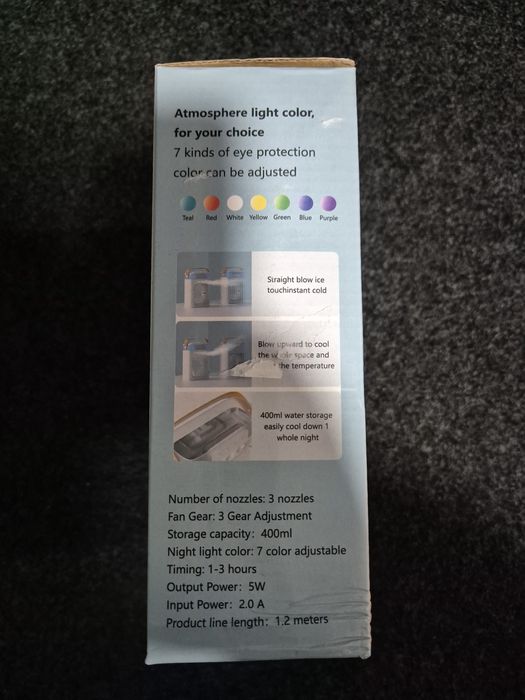 Atmosphere light color,
for your choice
7 kinds of eye protection
color can be adjusted
Teal Red White Yellow Green Blue Purple
Straight blow ice
touchinstant cold
Blow upward to cool
the whole space and
the temperature
400ml water storage
easily cool down 1
whole night
Number of nozzles: 3 nozzles
Fan Gear: 3 Gear Adjustment
Storage capacity: 400ml
Night light color: 7 color adjustable
Timing: 1-3 hours
Output Power: 5W
Input Power: 2.0 A
Product line length: 1.2 meters